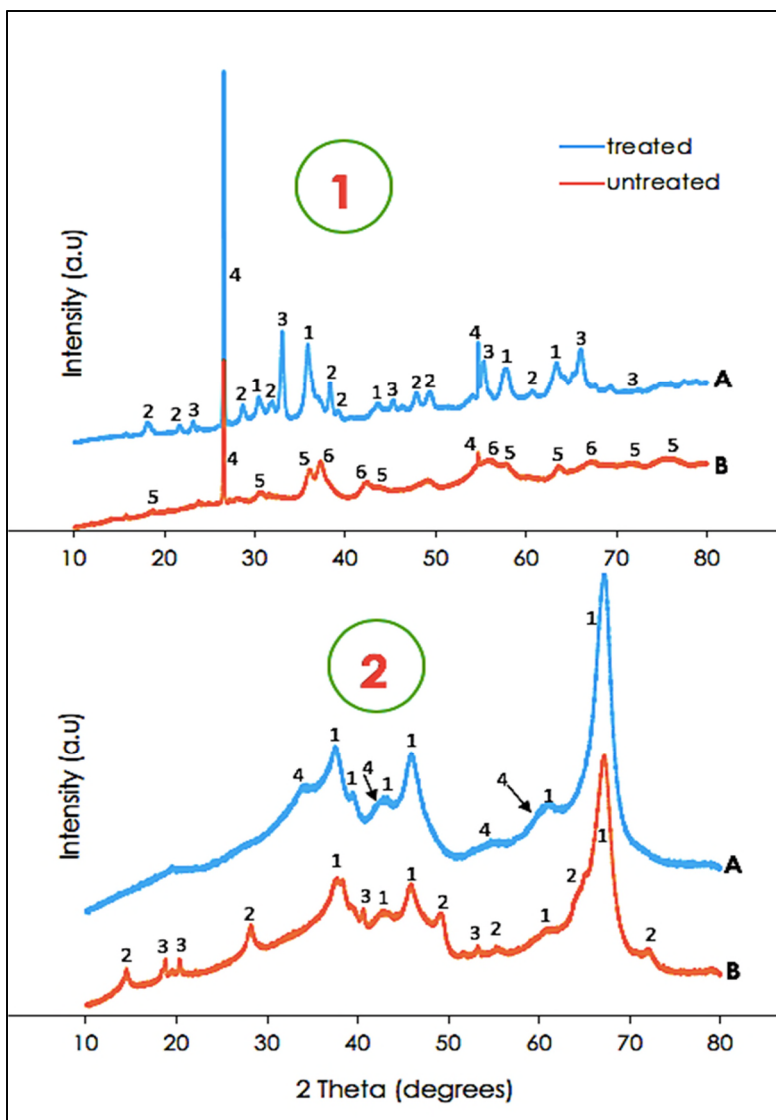 treated
untreated
1
Intensity (a.u)
2 2 3 4 2 1 2 3 1 2 2 1 3 2 2 4 3 1 2 1 3 3 A
5 4 5 5 6 6 5 4 6 5 5 6 5 5 B
10 20 30 40 50 60 70 80
2
Intensity (a.u)
4 1 1 4 1 1 4 4 1 1 A
2 3 3 2 1 3 1 1 2 3 2 1 2 1 2 B
10 20 30 40 50 60 70 80
2 Theta (degrees)